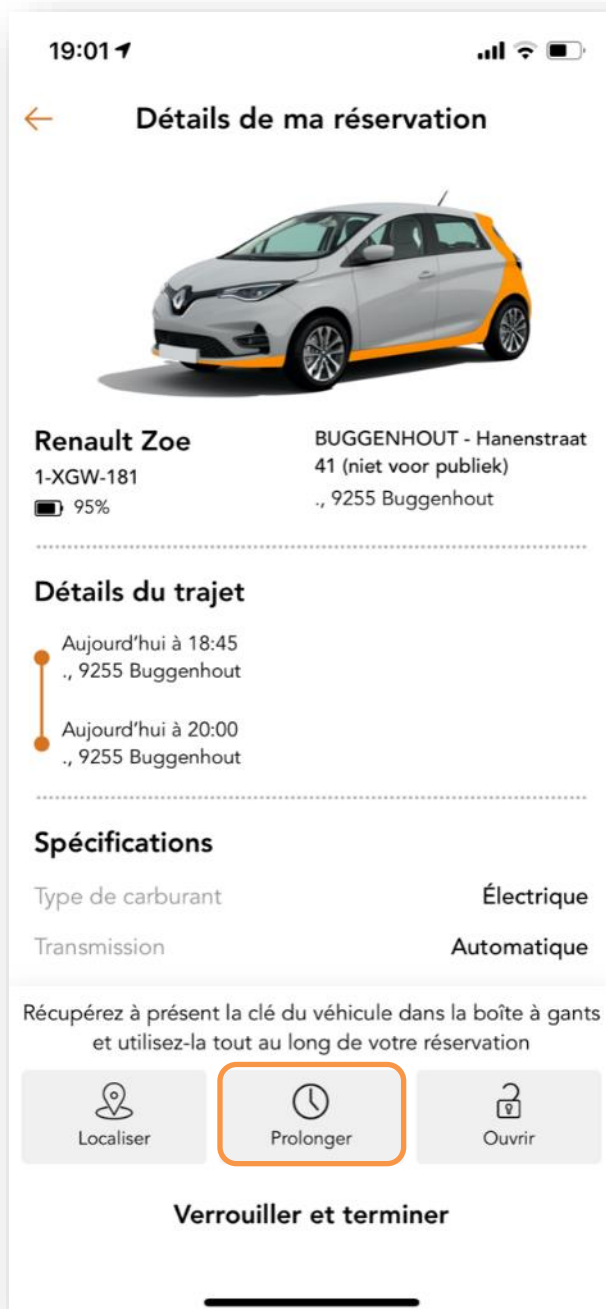 19:01
Détails de ma réservation
Renault Zoe
1-XGW-181
95%
BUGGENHOUT - Hanenstraat
41 (niet voor publiek)
., 9255 Buggenhout
Détails du trajet
Aujourd'hui à 18:45
., 9255 Buggenhout
Aujourd'hui à 20:00
., 9255 Buggenhout
Spécifications
Type de carburant Électrique
Transmission Automatique
Récupérez à présent la clé du véhicule dans la boîte à gants
et utilisez-la tout au long de votre réservation
Localiser Prolonger Ouvrir
Verrouiller et terminer